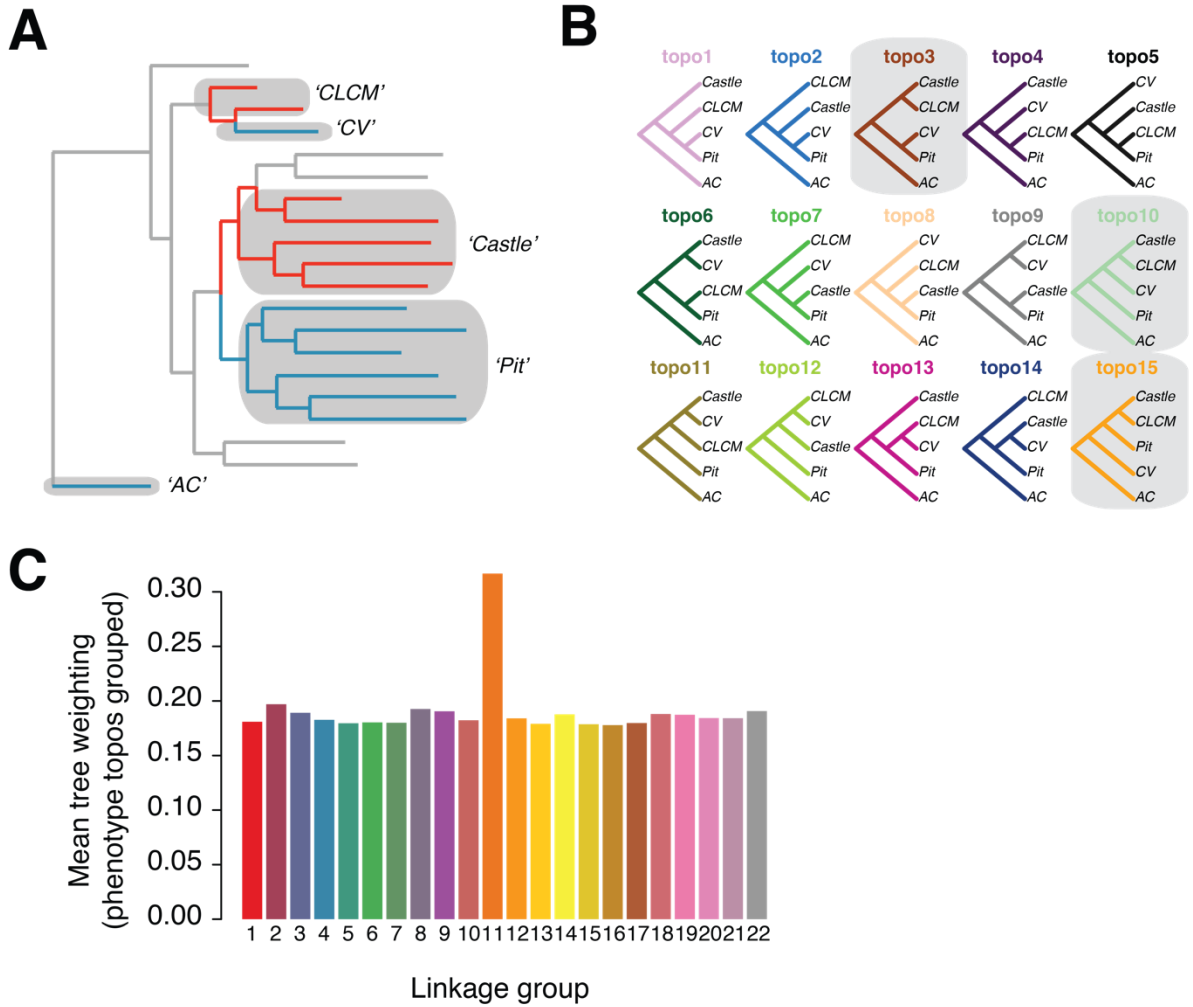 A
'CLCM'
'CV'
'Castle'
'Pit'
'AC'
B
topo1 topo2 topo3 topo4 topo5
Castle CLCM Castle Castle CV
CLCM Castle CLCM CV Castle
CV CV CV CLCM CLCM
Pit Pit Pit Pit Pit
AC AC AC AC AC
topo6 topo7 topo8 topo9 topo10
Castle CLCM CV CLCM Castle
CV CV CLCM CV CLCM
CLCM Castle Castle Castle CV
Pit Pit Pit Pit Pit
AC AC AC AC AC
topo11 topo12 topo13 topo14 topo15
Castle CLCM Castle CLCM Castle
CV CV CLCM Castle CLCM
CLCM Castle CV CV Pit
Pit Pit Pit Pit CV
AC AC AC AC AC
C
Mean tree weighting
(phenotype topos grouped)
0.30
0.25
0.20
0.15
0.10
0.05
0.00
1 2 3 4 5 6 7 8 9 10 11 12 13 14 15 16 17 18 19 20 21 22
Linkage group